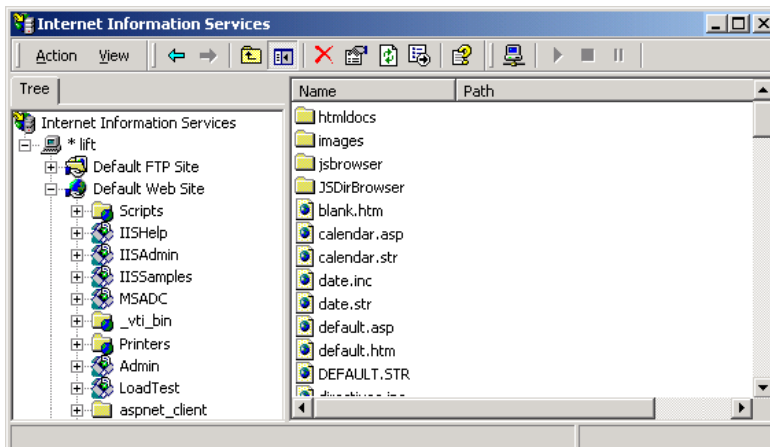 Internet Information Services
Action View
Tree
Name Path
Internet Information Services
* lift
Default FTP Site
Default Web Site
Scripts
IISHelp
IISAdmin
IISSamples
MSADC
_vti_bin
Printers
Admin
LoadTest
aspnet_client
htmldocs
images
jsbrowser
JSDirBrowser
blank.htm
calendar.asp
calendar.str
date.inc
date.str
default.asp
default.htm
DEFAULT.STR